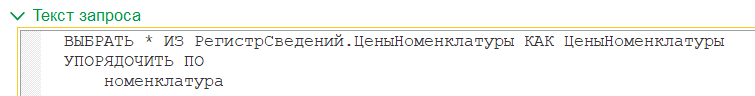 Текст запроса
ВЫБРАТЬ * ИЗ РегистрСведений.ЦеныНоменклатуры КАК ЦеныНоменклатуры
УПОРЯДОЧИТЬ ПО
номенклатура